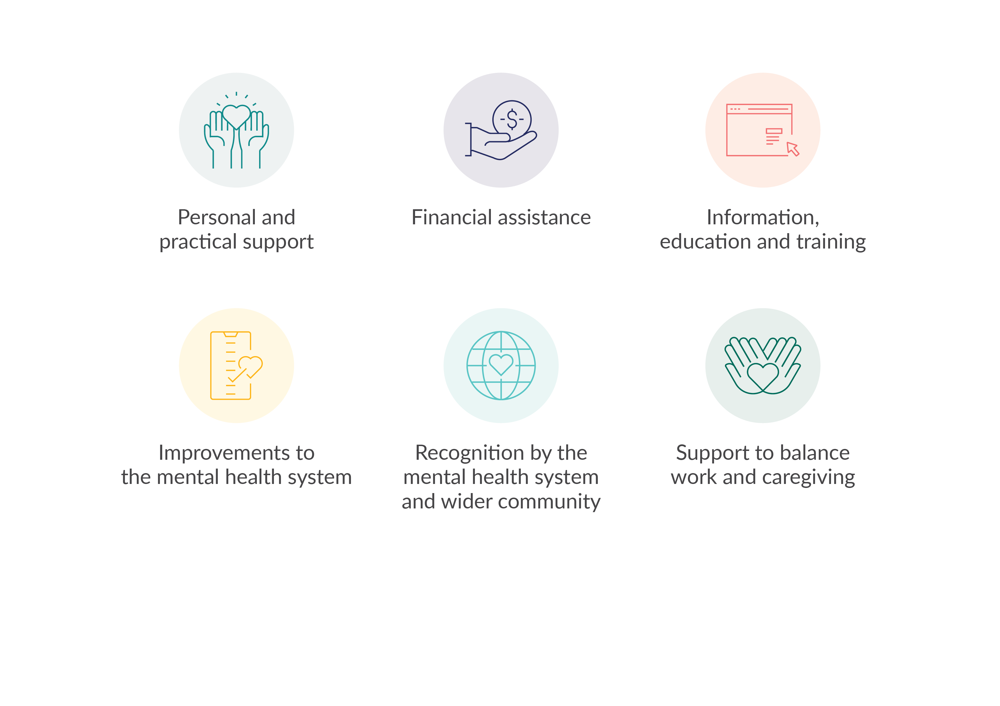 Personal and
practical support
Financial assistance
Information,
education and training
Improvements to
the mental health system
Recognition by the
mental health system
and wider community
Support to balance
work and caregiving